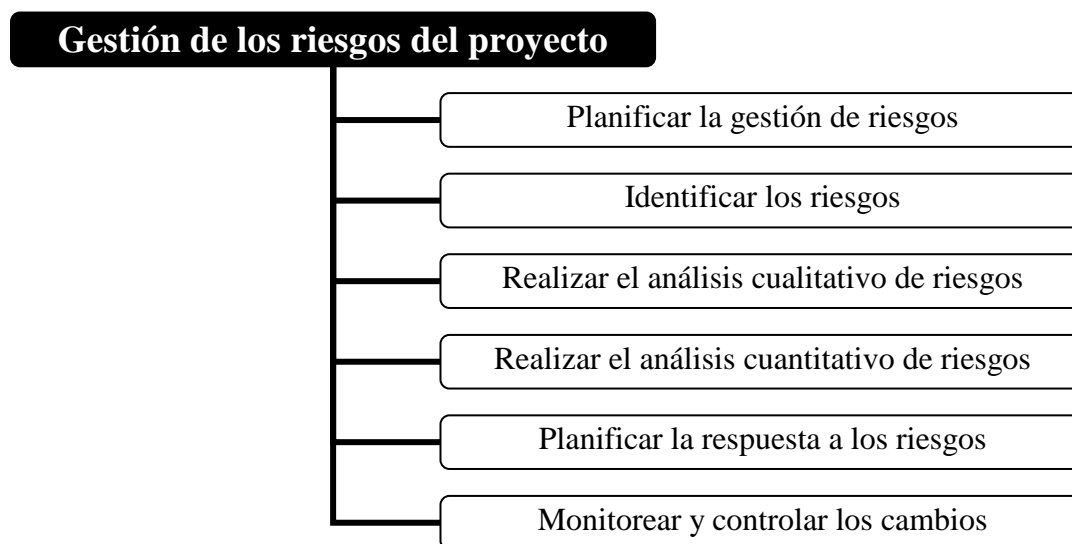 Gestión de los riesgos del proyecto
Planificar la gestión de riesgos
Identificar los riesgos
Realizar el análisis cualitativo de riesgos
Realizar el análisis cuantitativo de riesgos
Planificar la respuesta a los riesgos
Monitorear y controlar los cambios